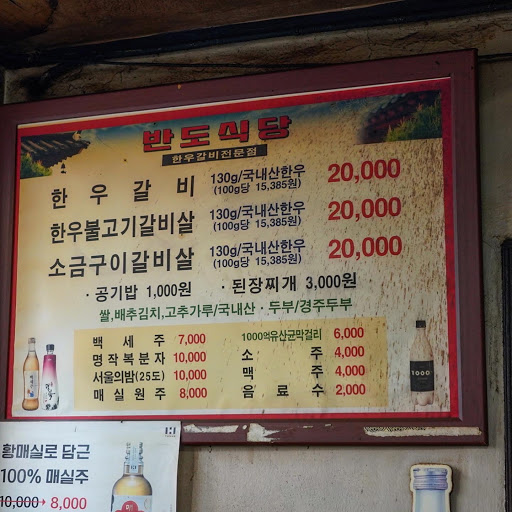 반도식당
한우갈비전문점
한우갈비 130g/국내산한우 (100g당 15,385원) 20,000
한우불고기갈비살 130g/국내산한우 (100g당 15,385원) 20,000
소금구이갈비살 130g/국내산한우 (100g당 15,385원) 20,000
· 공기밥 1,000원 · 된장찌개 3,000원
쌀,배추김치,고추가루/국내산 · 두부/경주두부
백세주 7,000 1000억유산균막걸리 6,000
명작복분자 10,000 소주 4,000
서울의밤(25도) 10,000 맥주 4,000
매실원주 8,000 음료수 2,000
1000
황매실로 담근
100% 매실주
10,000 → 8,000